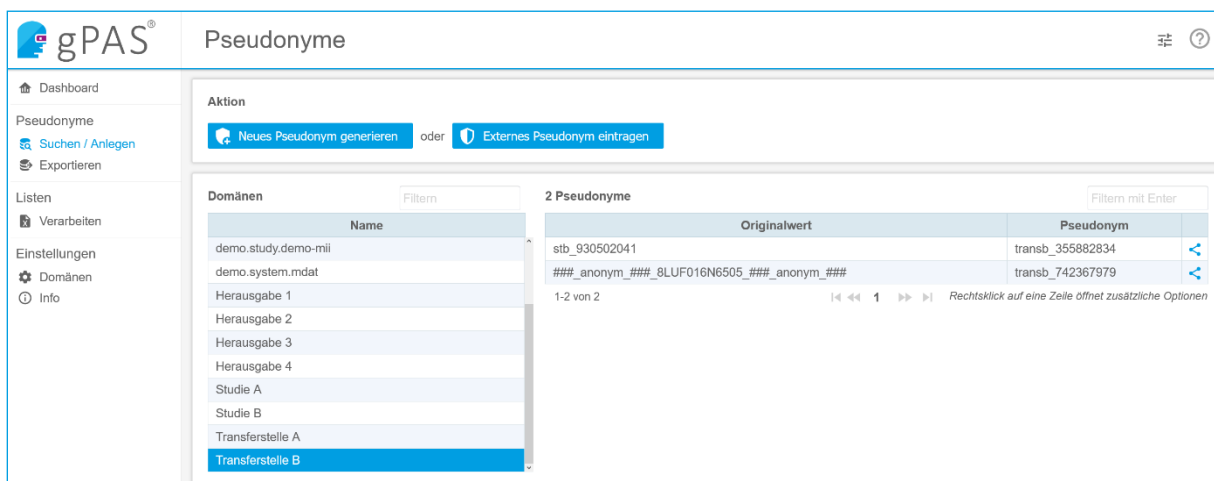 gPAS®
Pseudonyme
Dashboard
Pseudonyme
Suchen / Anlegen
Exportieren
Listen
Verarbeiten
Einstellungen
Domänen
Info
Aktion
Neues Pseudonym generieren oder Externes Pseudonym eintragen
Domänen Filtern
Name
demo.study.demo-mii
demo.system.mdat
Herausgabe 1
Herausgabe 2
Herausgabe 3
Herausgabe 4
Studie A
Studie B
Transferstelle A
Transferstelle B
2 Pseudonyme Filtern mit Enter
Originalwert Pseudonym
stb_930502041 transb_355882834
###_anonym_###_8LUF016N6505_###_anonym_### transb_742367979
1-2 von 2 1 Rechtsklick auf eine Zeile öffnet zusätzliche Optionen